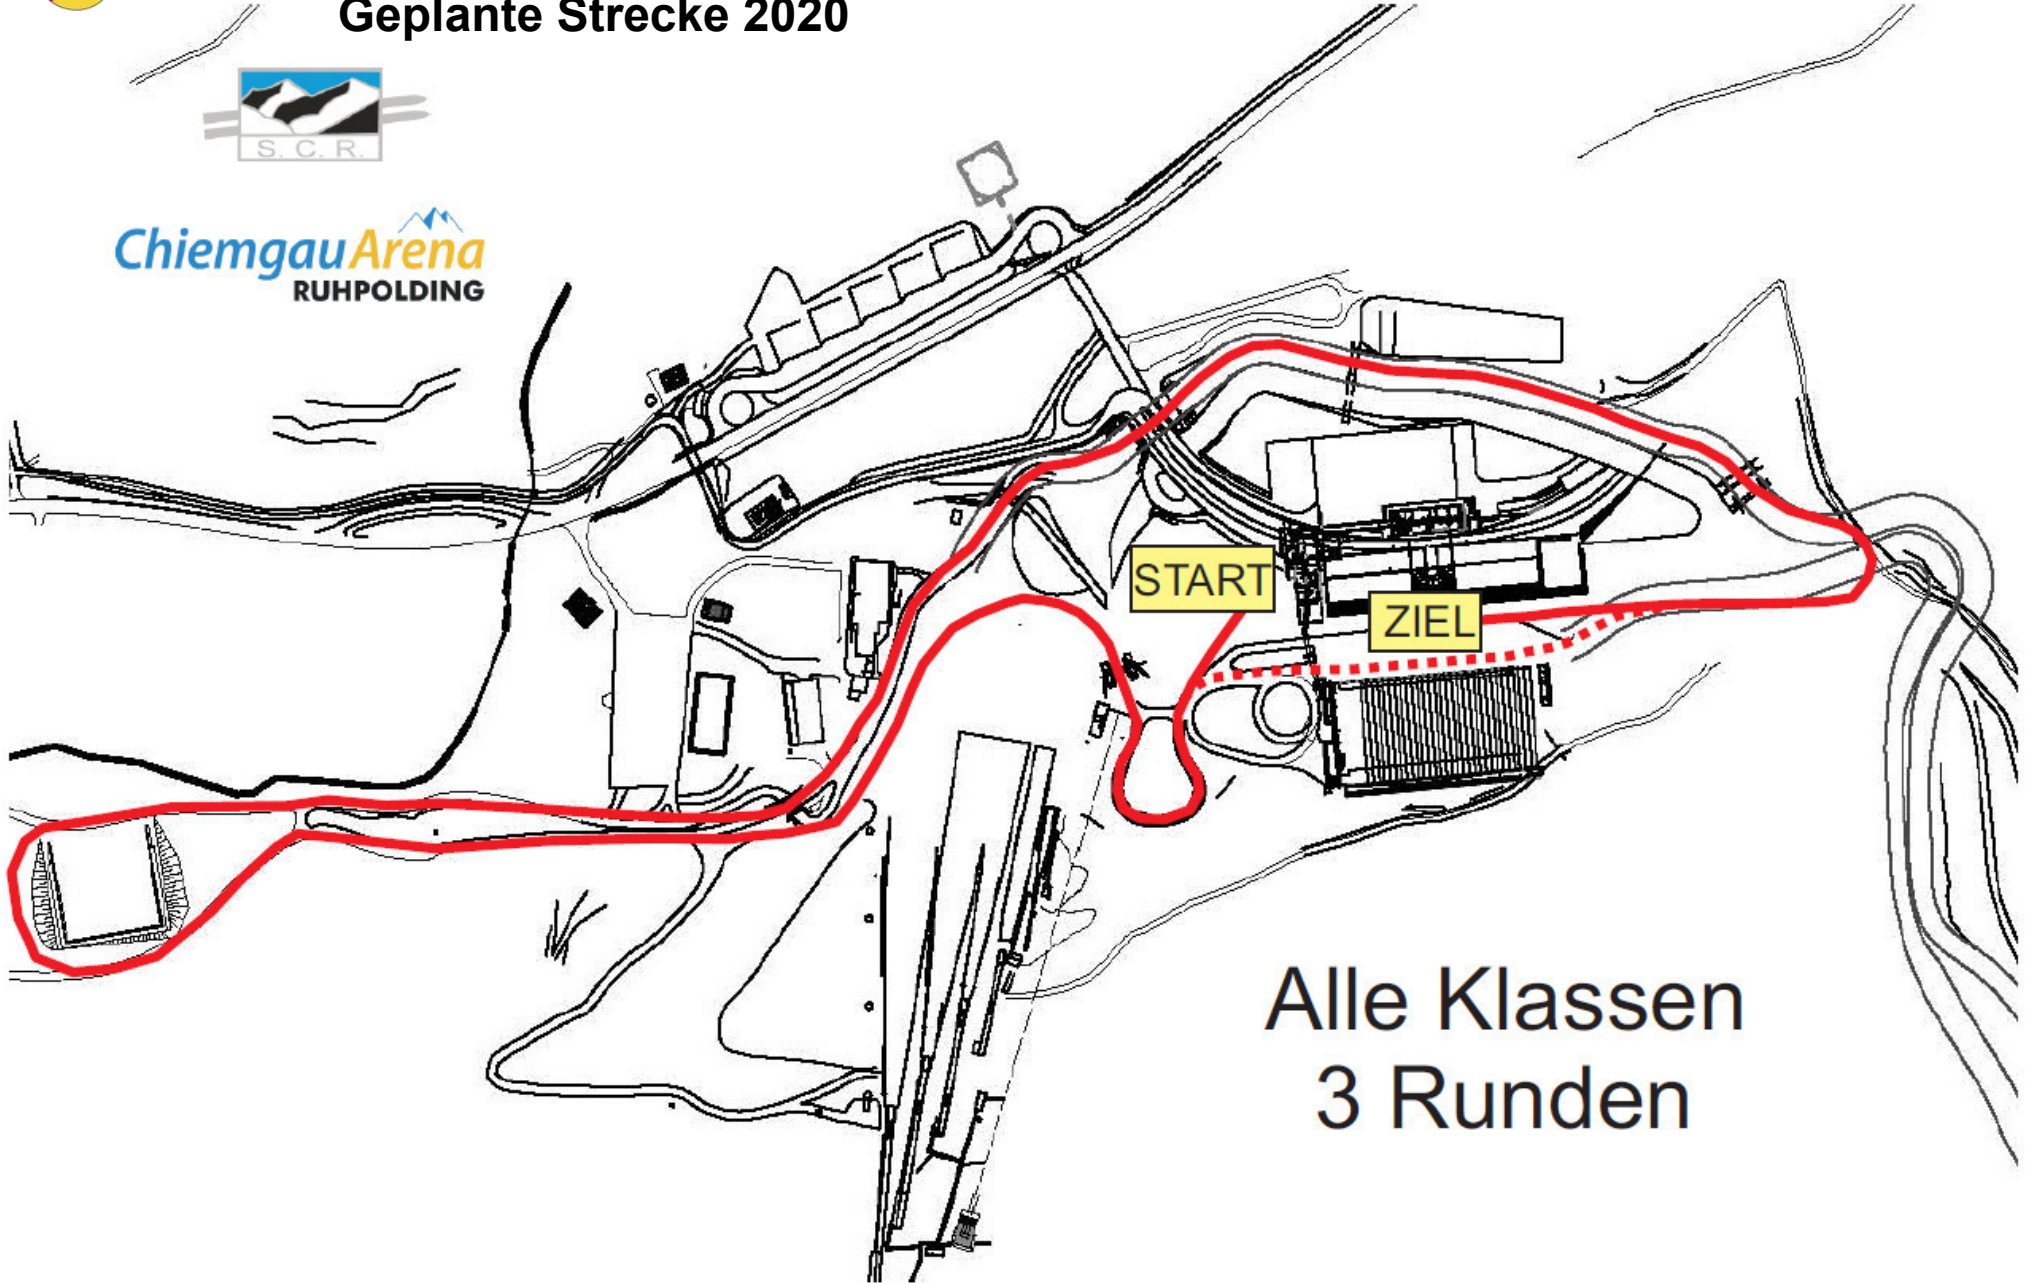 Geplante Strecke 2020
S. C. R.
ChiemgauArena
RUHPOLDING
START
ZIEL
Alle Klassen
3 Runden